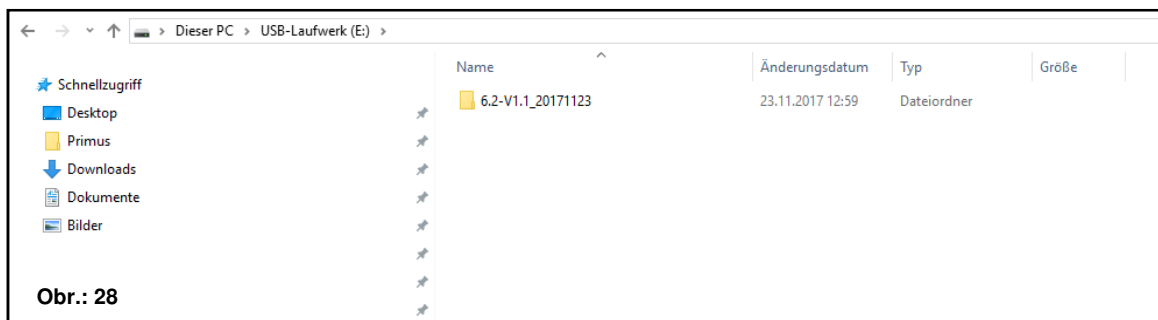 Dieser PC > USB-Laufwerk (E:) >
Name Änderungsdatum Typ Größe
Schnellzugriff
6.2-V1.1_20171123 23.11.2017 12:59 Dateiordner
Desktop
Primus
Downloads
Dokumente
Bilder
Obr.: 28